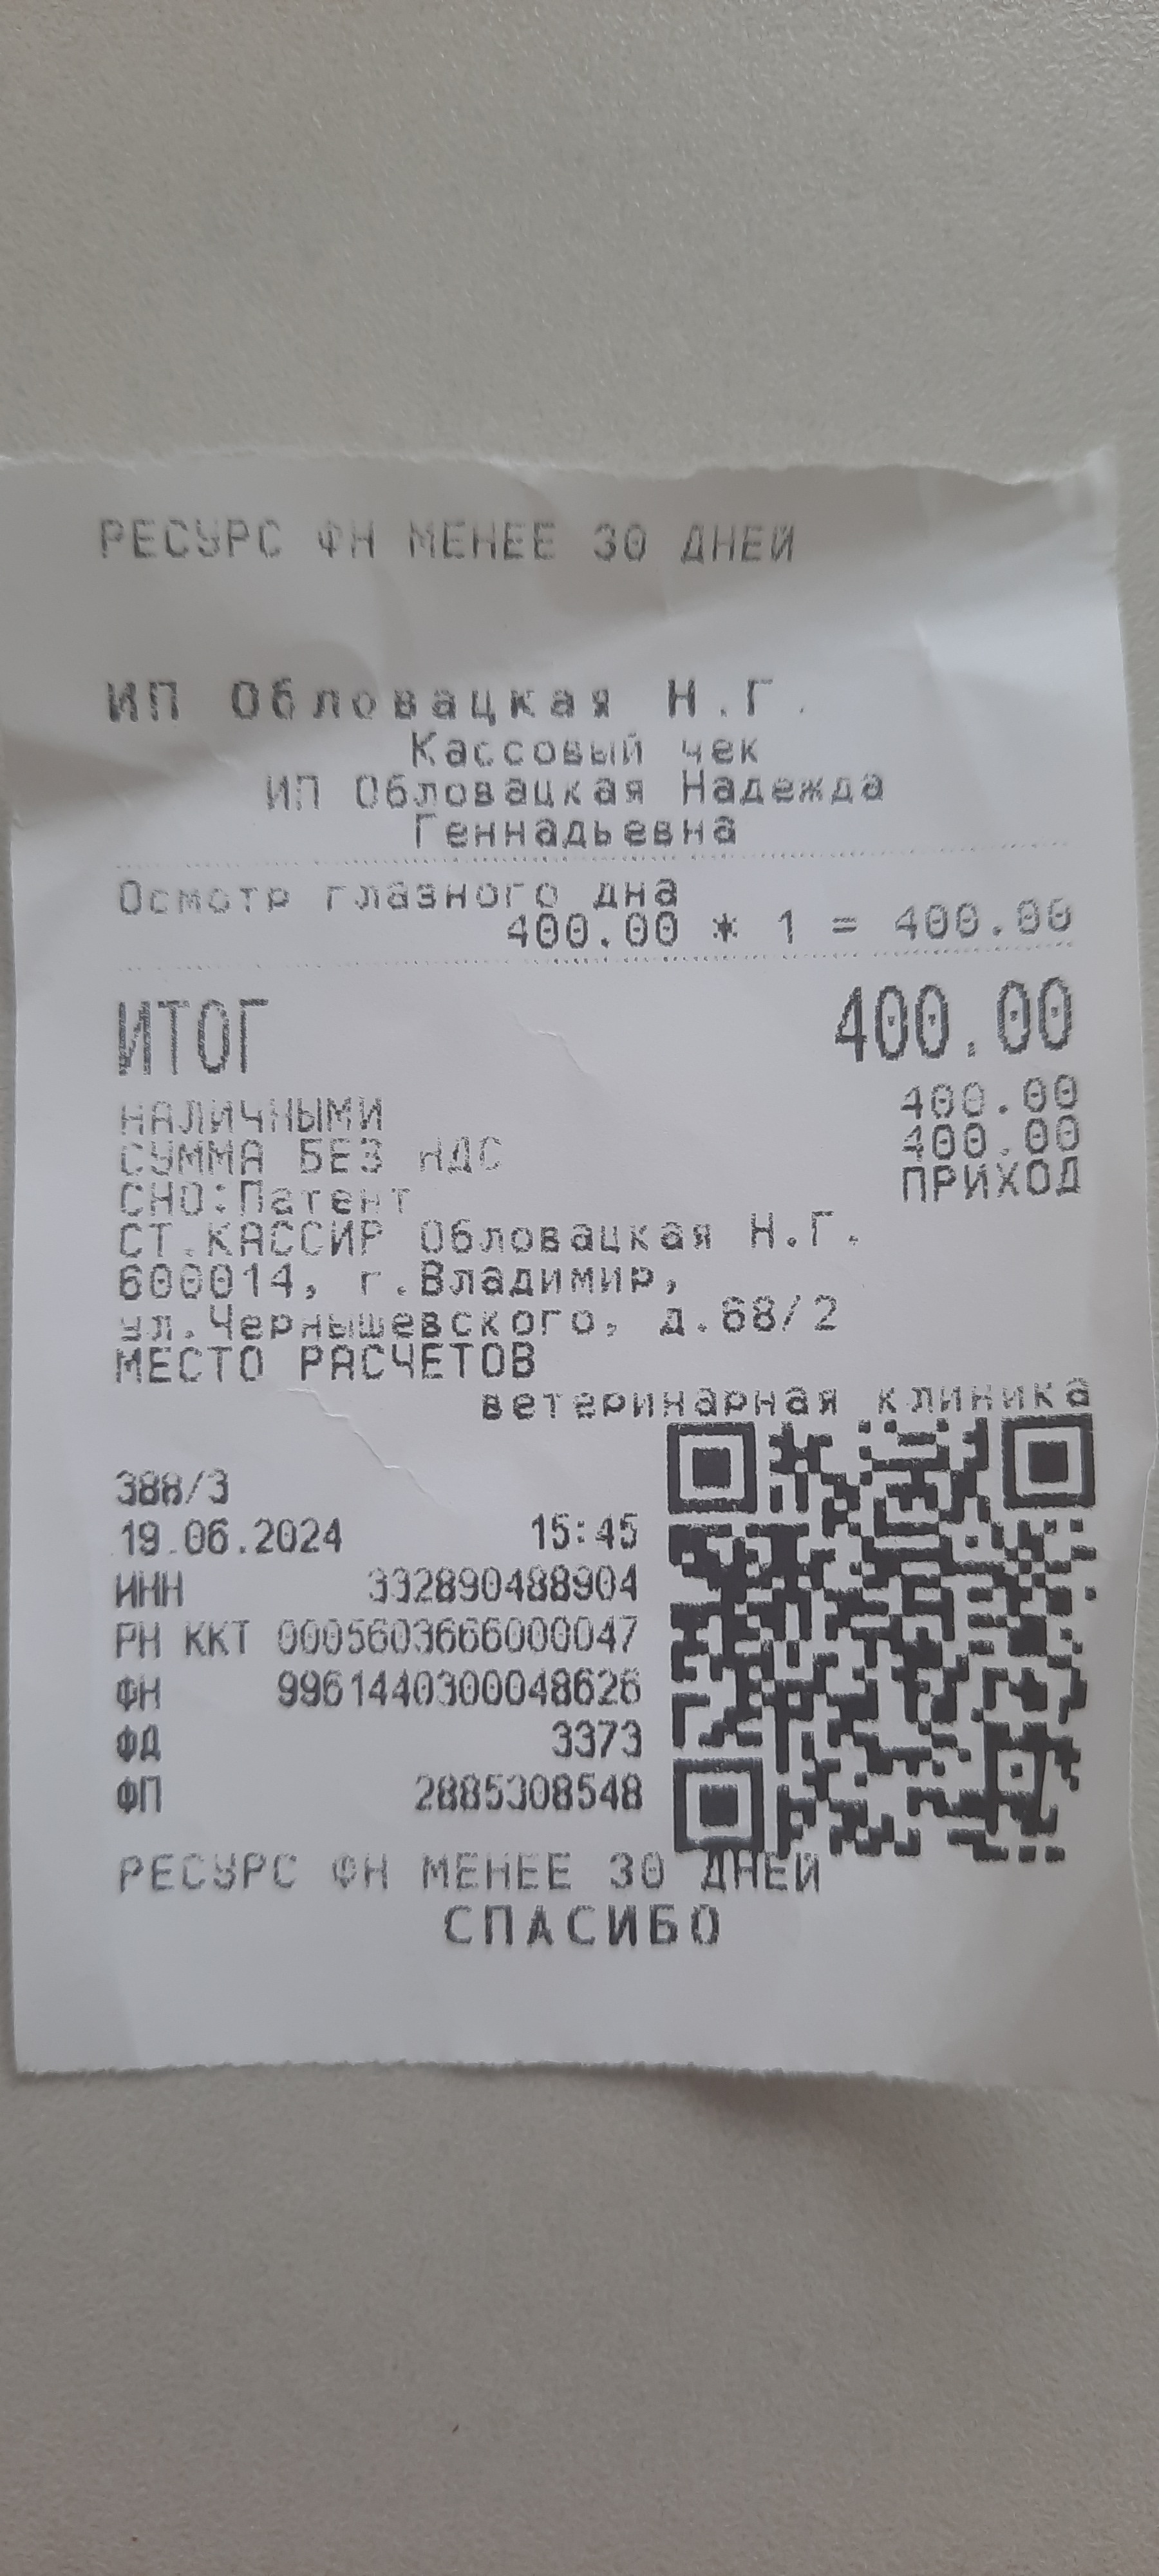 РЕСУРС ФН МЕНЕЕ 30 ДНЕЙ
ИП Обловацкая Н.Г.
Кассовый чек
ИП Обловацкая Надежда
Геннадьевна
Осмотр глазного дна
400.00 * 1 = 400.00
ИТОГ 400.00
НАЛИЧНЫМИ 400.00
СУММА БЕЗ НДС 400.00
СНО:Патент ПРИХОД
СТ.КАССИР Обловацкая Н.Г.
600014, г.Владимир,
ул.Чернышевского, д.68/2
МЕСТО РАСЧЕТОВ
ветеринарная клиника
388/3
19.06.2024 15:45
ИНН 332890488904
РН ККТ 0005603666000047
ФН 9961440300048626
ФД 3373
ФП 2885308548
РЕСУРС ФН МЕНЕЕ 30 ДНЕЙ
СПАСИБО